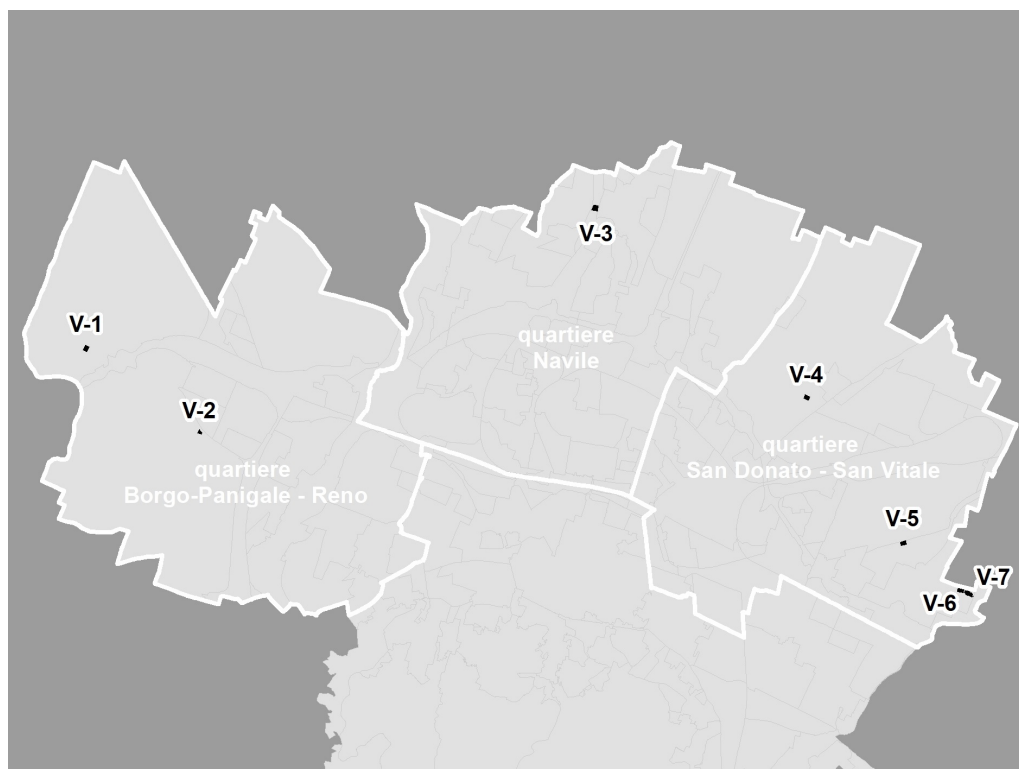 V-3
V-1
quartiere
Navile
V-4
V-2
quartiere
San Donato - San Vitale
quartiere
Borgo-Panigale - Reno
V-5
V-7
V-6